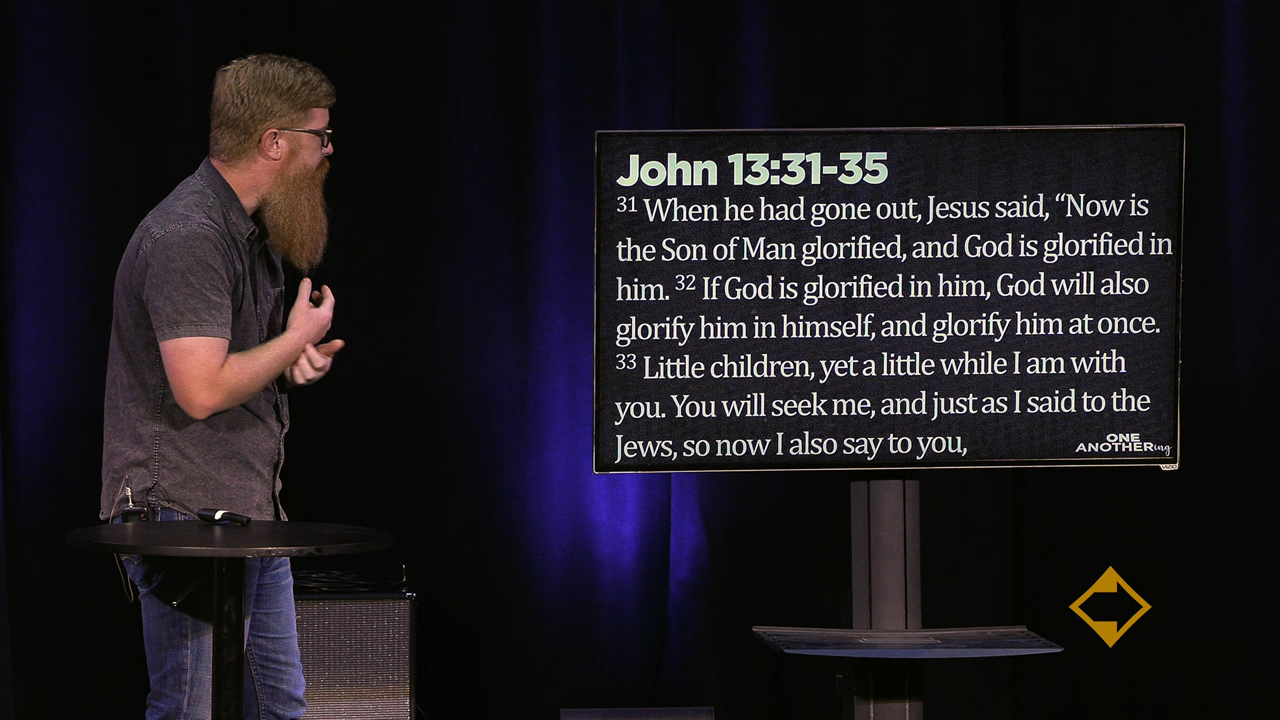 John 13:31-35
31 When he had gone out, Jesus said, “Now is
the Son of Man glorified, and God is glorified in
him. 32 If God is glorified in him, God will also
glorify him in himself, and glorify him at once.
33 Little children, yet a little while I am with
you. You will seek me, and just as I said to the
Jews, so now I also say to you,
ONE
ANOTHERing
VIZIO